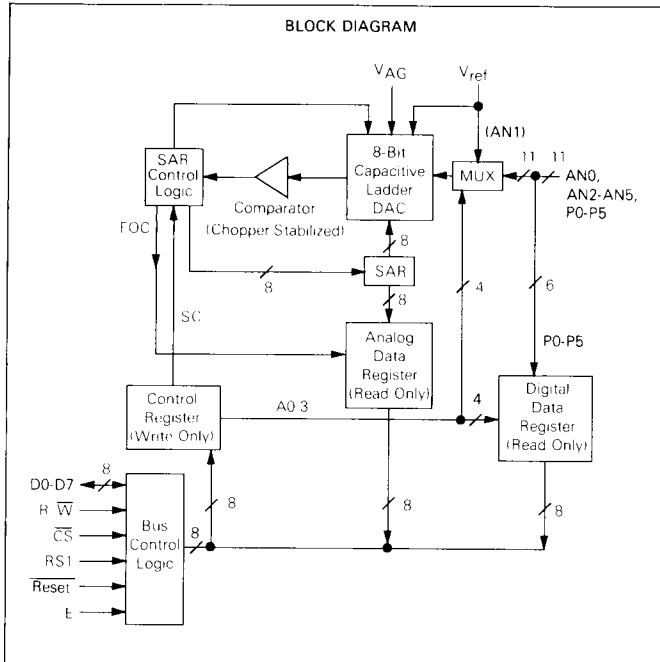 BLOCK DIAGRAM
VAG
Vref
(AN1)
SAR
Control
Logic
8-Bit
Capacitive
Ladder
DAC
MUX
11
11
AN0,
AN2-AN5,
P0-P5
Comparator
(Chopper Stabilized)
EOC
8
8
SAR
4
6
8
SC
P0-P5
Analog
Data
Register
(Read Only)
Control
Register
(Write Only)
A0 3
4
Digital
Data
Register
(Read Only)
D0-D7
8
R W
CS
RS1
Reset
E
Bus
Control
Logic
8
8
8
8